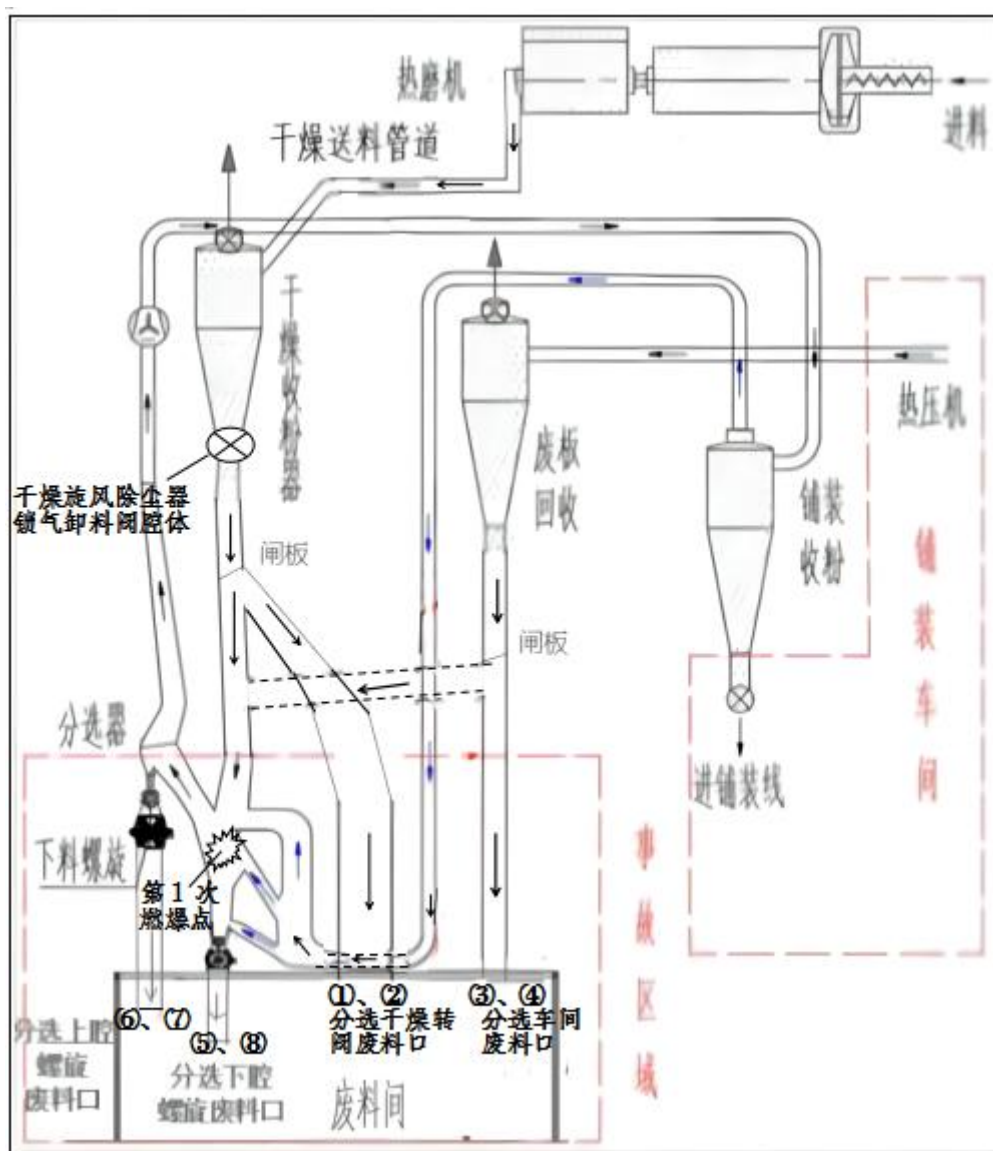 热磨机
进料
干燥送料管道
干燥收粉器
干燥旋风除尘器
锁气卸料阀腔体
闸板
废板
回收
热压机
铺装
收粉
铺装车间
闸板
分选器
进铺装线
下料螺旋
第1次
燃爆点
事故区域
(6)、(7)
分选上腔
螺旋
废料口
(5)、(8)
分选下腔
螺旋废料口
(1)、(2)
分选干燥转
阀废料口
(3)、(4)
分选车间
废料口
废料间